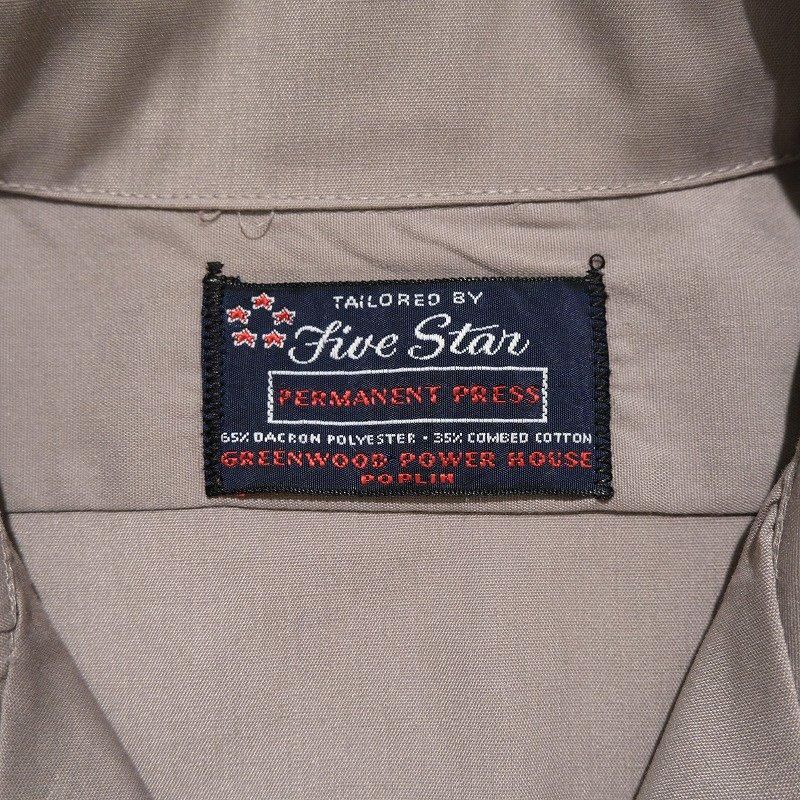 TAILORED BY
Five Star
PERMANENT PRESS
65% DACRON POLYESTER • 35% COMBED COTTON
GREENWOOD POWER HOUSE
POPLIN